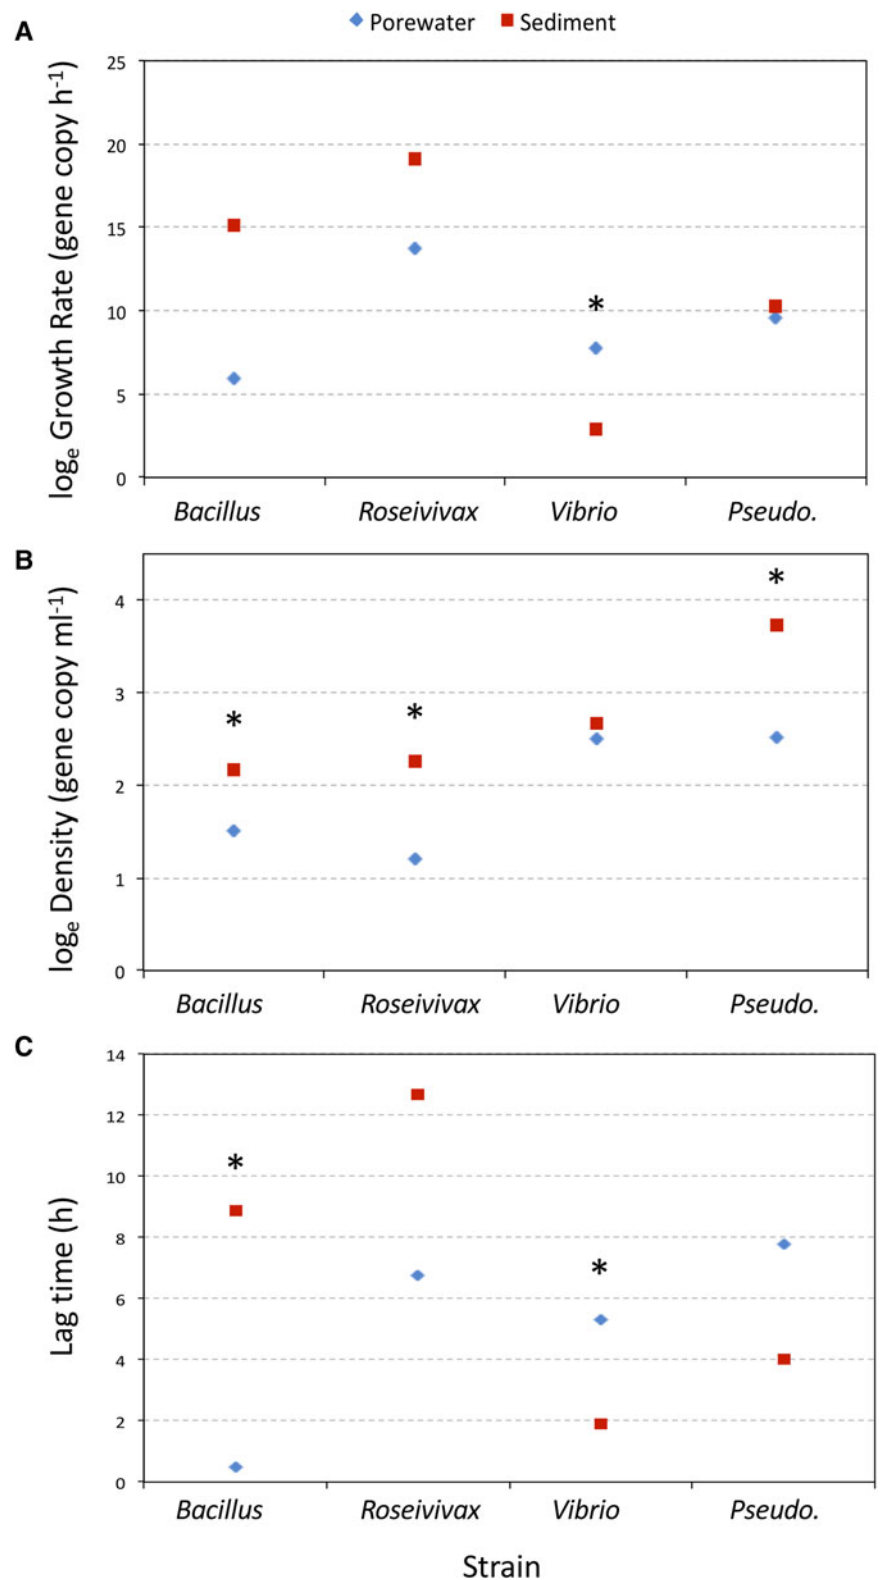 Porewater Sediment
A
log_e Growth Rate (gene copy h⁻¹)
25
20
15
10
5
0
*
Bacillus Roseivivax Vibrio Pseudo.
B
log_e Density (gene copy ml⁻¹)
4
3
2
1
0
* * *
Bacillus Roseivivax Vibrio Pseudo.
C
Lag time (h)
14
12
10
8
6
4
2
0
* *
Bacillus Roseivivax Vibrio Pseudo.
Strain